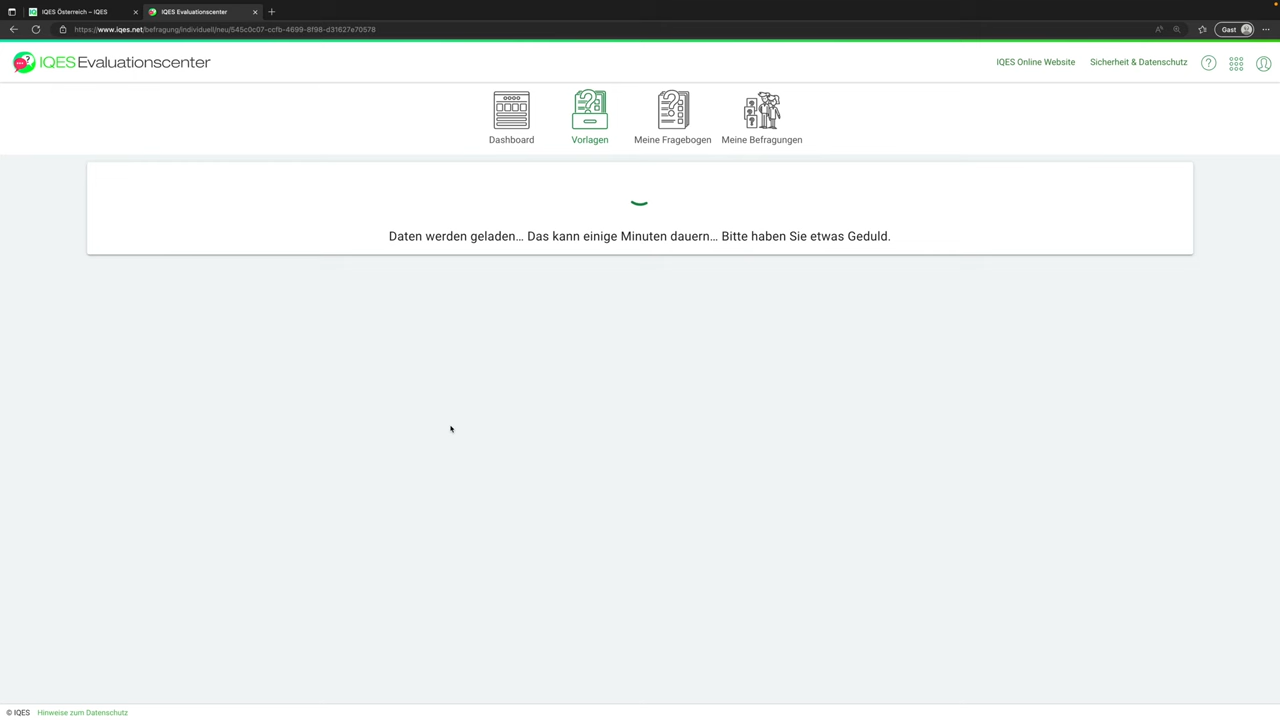 IQES Österreich – IQES
IQES Evaluationscenter
https://www.iqes.net/befragung/individuell/neu/545c0c07-ccfb-4699-8f98-d31627e70578
Gast
IQES Evaluationscenter
IQES Online Website
Sicherheit & Datenschutz
Dashboard
Vorlagen
Meine Fragebogen
Meine Befragungen
Daten werden geladen... Das kann einige Minuten dauern... Bitte haben Sie etwas Geduld.
© IQES
Hinweise zum Datenschutz